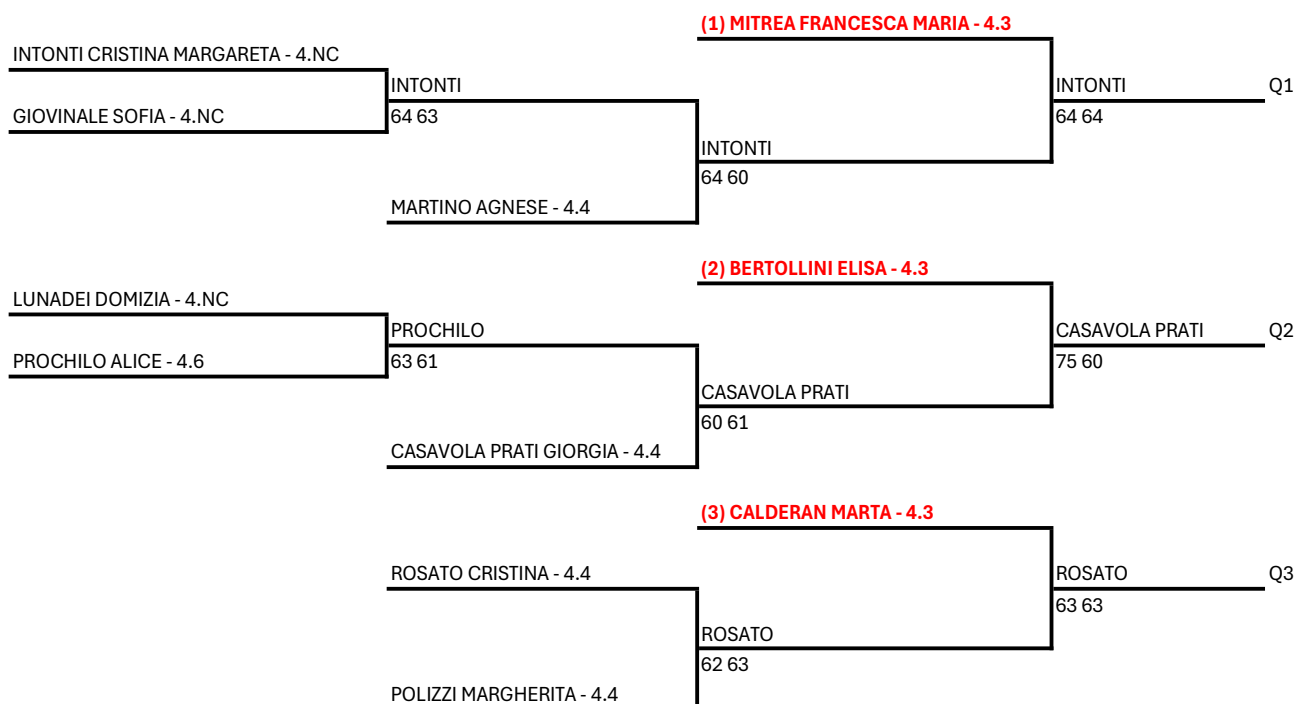 (1) MITREA FRANCESCA MARIA - 4.3
INTONTI CRISTINA MARGARETA - 4.NC
INTONTI
INTONTI
Q1
GIOVINALE SOFIA - 4.NC
64 63
64 64
INTONTI
64 60
MARTINO AGNESE - 4.4
(2) BERTOLLINI ELISA - 4.3
LUNADEI DOMIZIA - 4.NC
PROCHILO
CASAVOLA PRATI
Q2
PROCHILO ALICE - 4.6
63 61
75 60
CASAVOLA PRATI
60 61
CASAVOLA PRATI GIORGIA - 4.4
(3) CALDERAN MARTA - 4.3
ROSATO CRISTINA - 4.4
ROSATO
Q3
63 63
ROSATO
62 63
POLIZZI MARGHERITA - 4.4